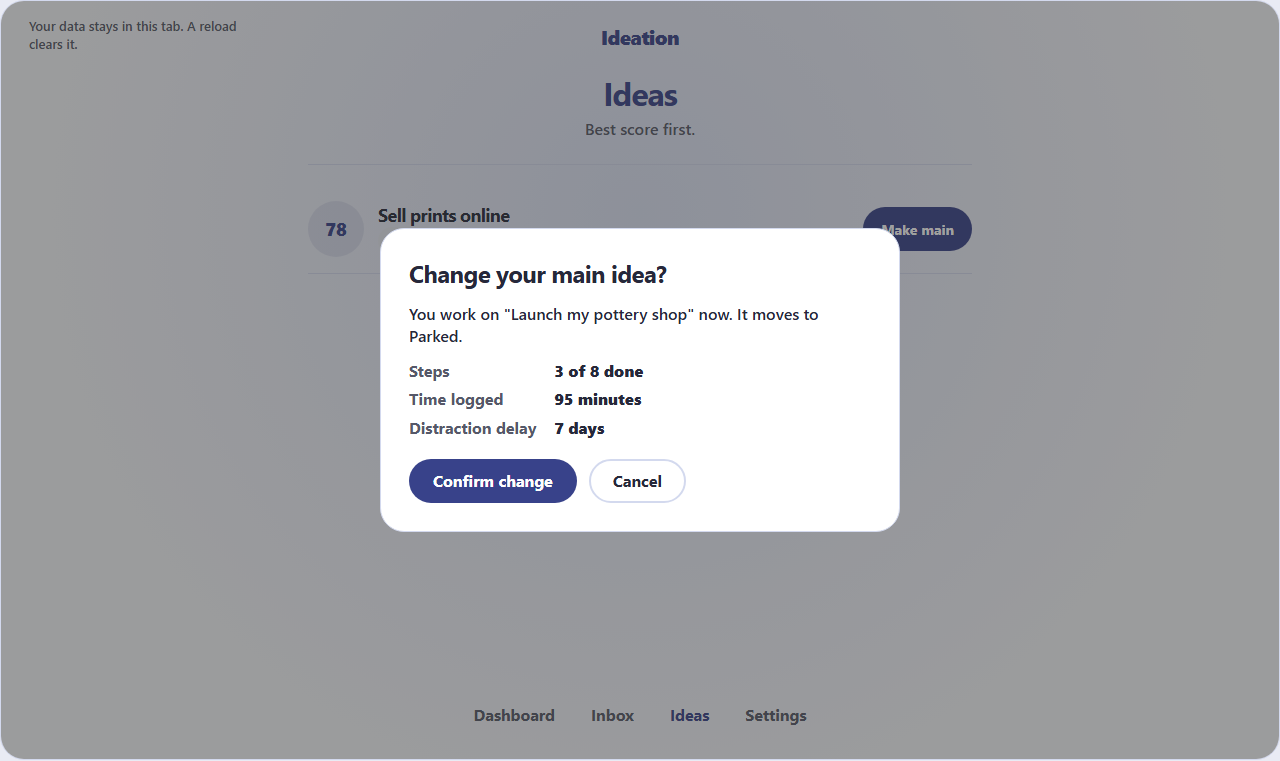 Your data stays in this tab. A reload
clears it.
Ideation
Ideas
Best score first.
78
Sell prints online
Make main
Change your main idea?
You work on "Launch my pottery shop" now. It moves to
Parked.
Steps 3 of 8 done
Time logged 95 minutes
Distraction delay 7 days
Confirm change
Cancel
Dashboard Inbox Ideas Settings